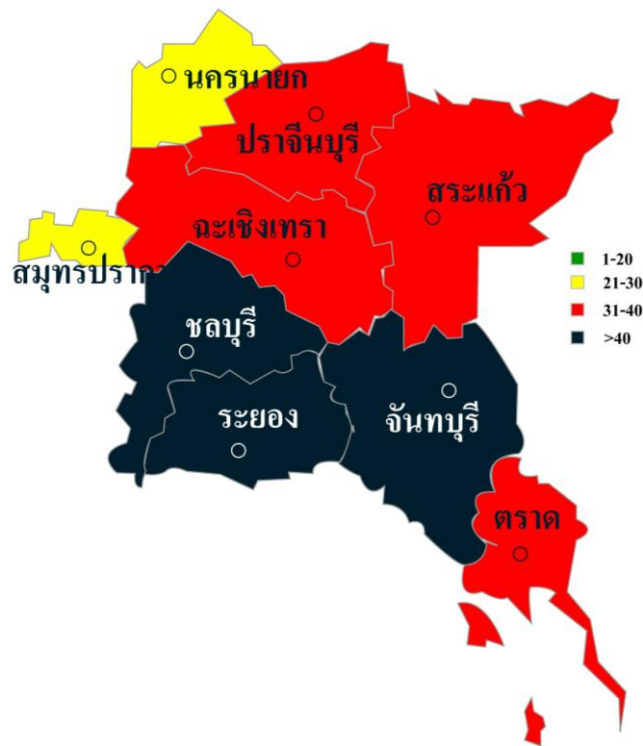 นครนายก
ปราจีนบุรี
สระแก้ว
ฉะเชิงเทรา
สมุทรปรากา
ชลบุรี
ระยอง
จันทบุรี
ตราด
1-20
21-30
31-40
>40